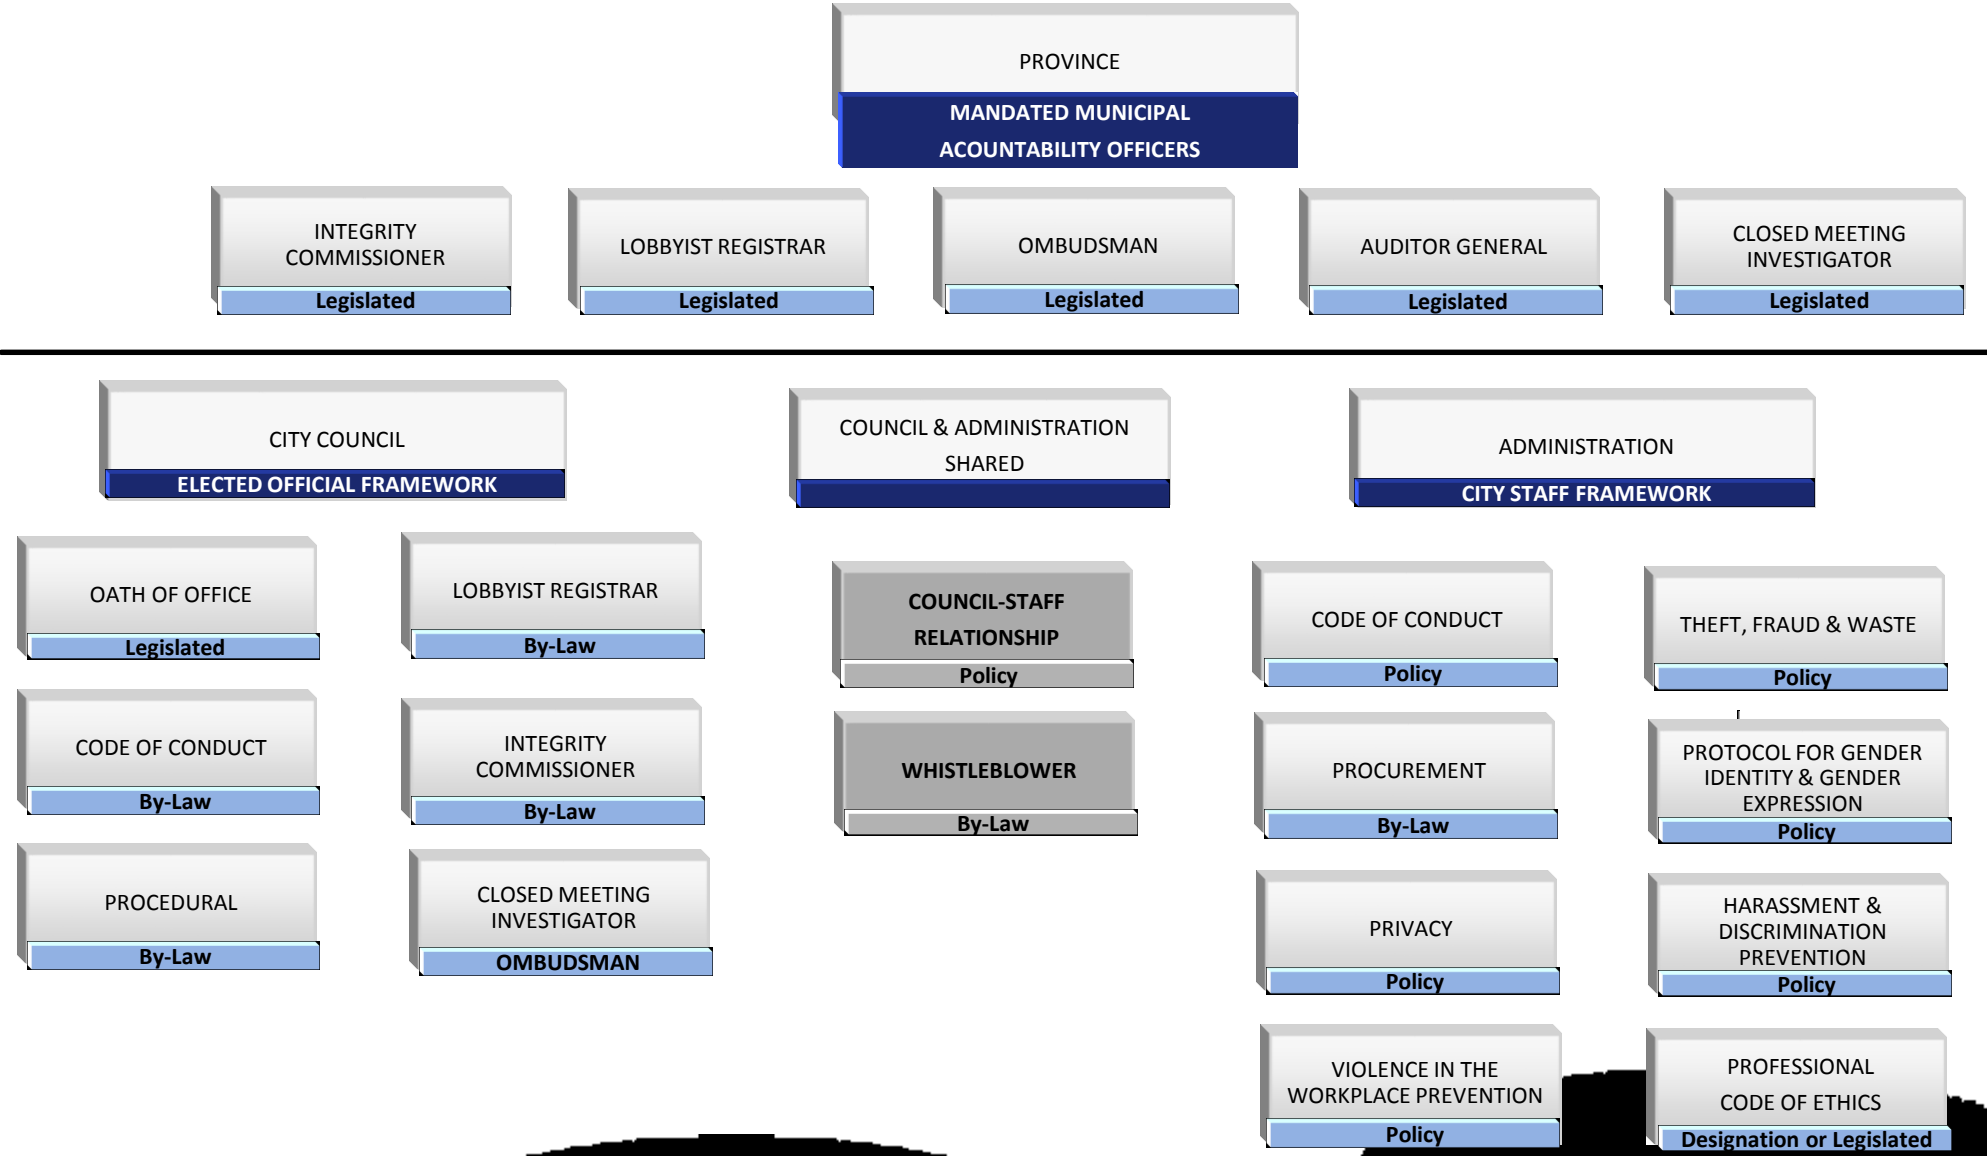 PROVINCE
MANDATED MUNICIPAL
ACOUNTABILITY OFFICERS
INTEGRITY
COMMISSIONER
Legislated
LOBBYIST REGISTRAR
Legislated
OMBUDSMAN
Legislated
AUDITOR GENERAL
Legislated
CLOSED MEETING
INVESTIGATOR
Legislated
CITY COUNCIL
ELECTED OFFICIAL FRAMEWORK
OATH OF OFFICE
Legislated
LOBBYIST REGISTRAR
By-Law
CODE OF CONDUCT
By-Law
INTEGRITY
COMMISSIONER
By-Law
PROCEDURAL
By-Law
CLOSED MEETING
INVESTIGATOR
OMBUDSMAN
COUNCIL & ADMINISTRATION
SHARED
COUNCIL-STAFF
RELATIONSHIP
Policy
WHISTLEBLOWER
By-Law
ADMINISTRATION
CITY STAFF FRAMEWORK
CODE OF CONDUCT
Policy
THEFT, FRAUD & WASTE
Policy
PROCUREMENT
By-Law
PROTOCOL FOR GENDER
IDENTITY & GENDER
EXPRESSION
Policy
PRIVACY
Policy
HARASSMENT &
DISCRIMINATION
PREVENTION
Policy
VIOLENCE IN THE
WORKPLACE PREVENTION
Policy
PROFESSIONAL
CODE OF ETHICS
Designation or Legislated